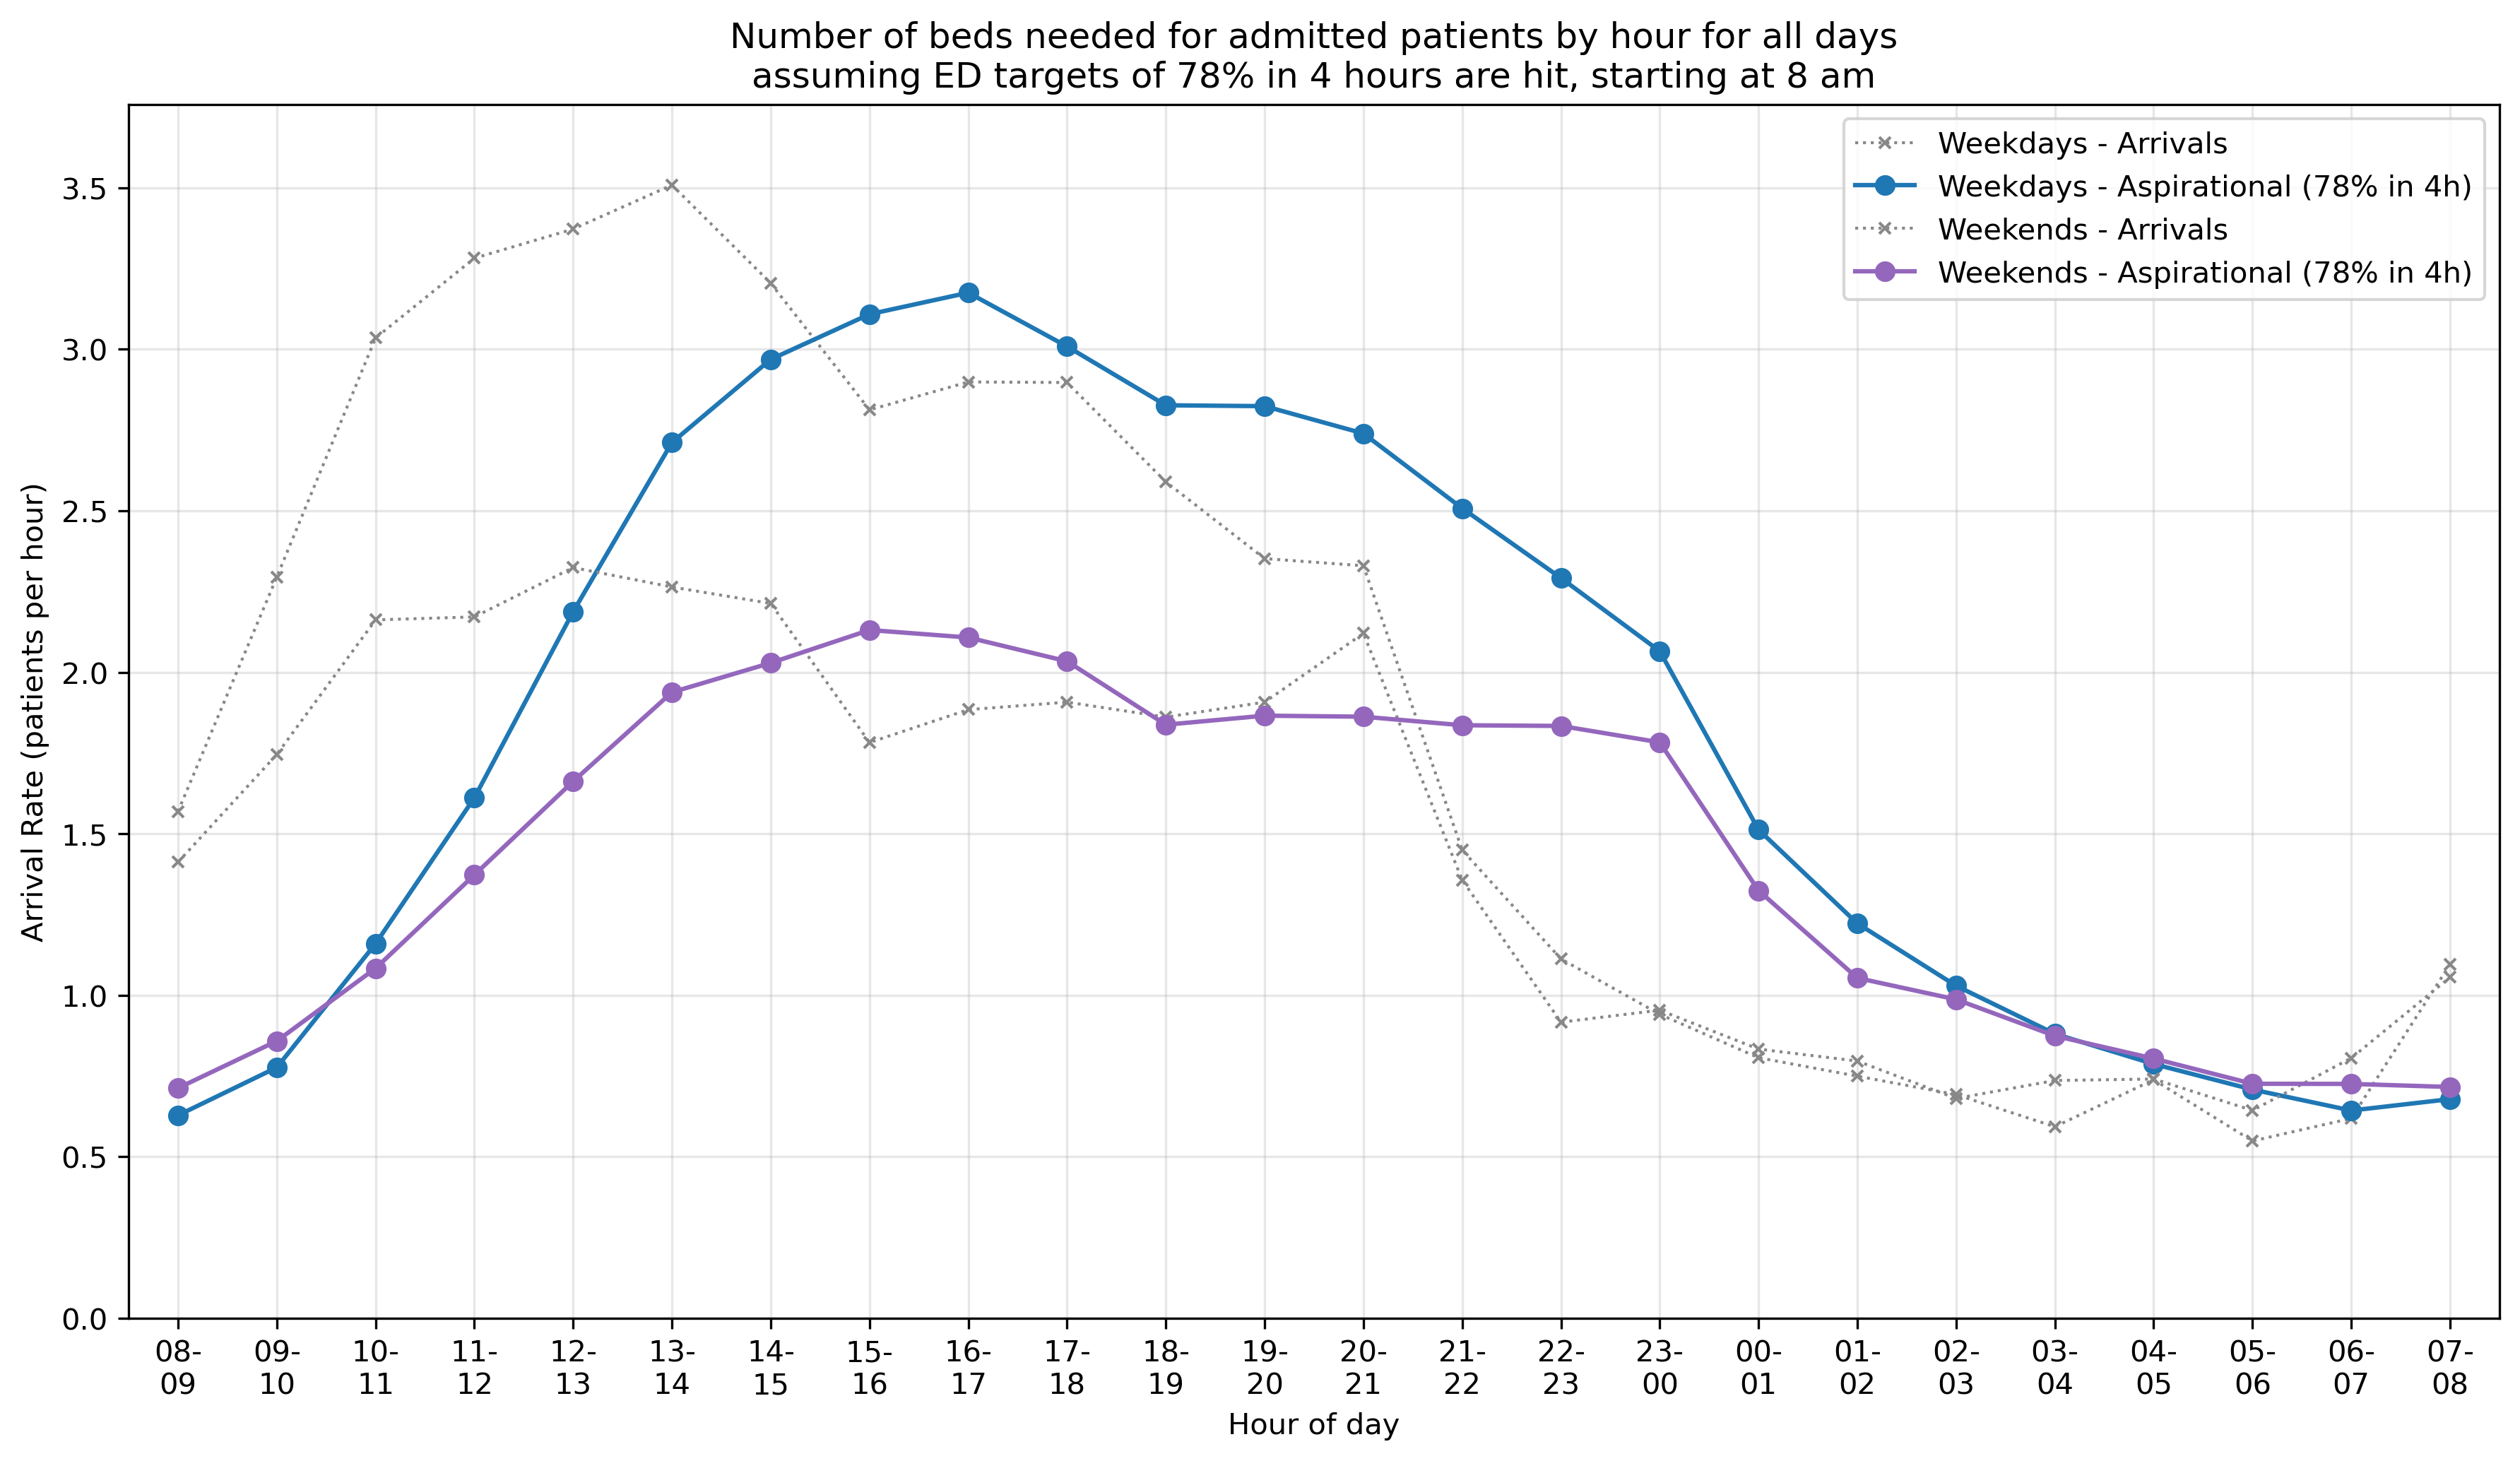 Number of beds needed for admitted patients by hour for all days
assuming ED targets of 78% in 4 hours are hit, starting at 8 am
Weekdays - Arrivals
Weekdays - Aspirational (78% in 4h)
Weekends - Arrivals
Weekends - Aspirational (78% in 4h)
Arrival Rate (patients per hour)
3.5
3.0
2.5
2.0
1.5
1.0
0.5
0.0
08- 09- 10- 11- 12- 13- 14- 15- 16- 17- 18- 19- 20- 21- 22- 23- 00- 01- 02- 03- 04- 05- 06- 07-
09 10 11 12 13 14 15 16 17 18 19 20 21 22 23 00 01 02 03 04 05 06 07 08
Hour of day